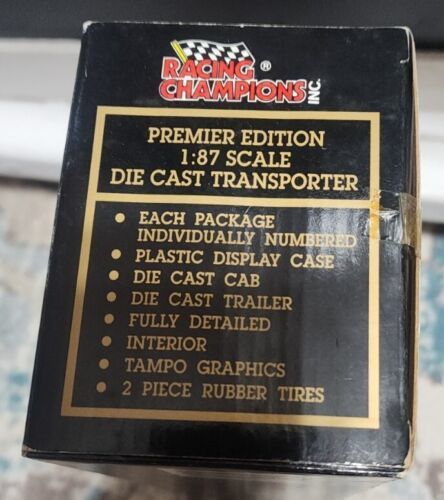 RACING ®
CHAMPIONS INC.
PREMIER EDITION
1:87 SCALE
DIE CAST TRANSPORTER
• EACH PACKAGE
INDIVIDUALLY NUMBERED
• PLASTIC DISPLAY CASE
• DIE CAST CAB
• DIE CAST TRAILER
• FULLY DETAILED
• INTERIOR
• TAMPO GRAPHICS
• 2 PIECE RUBBER TIRES